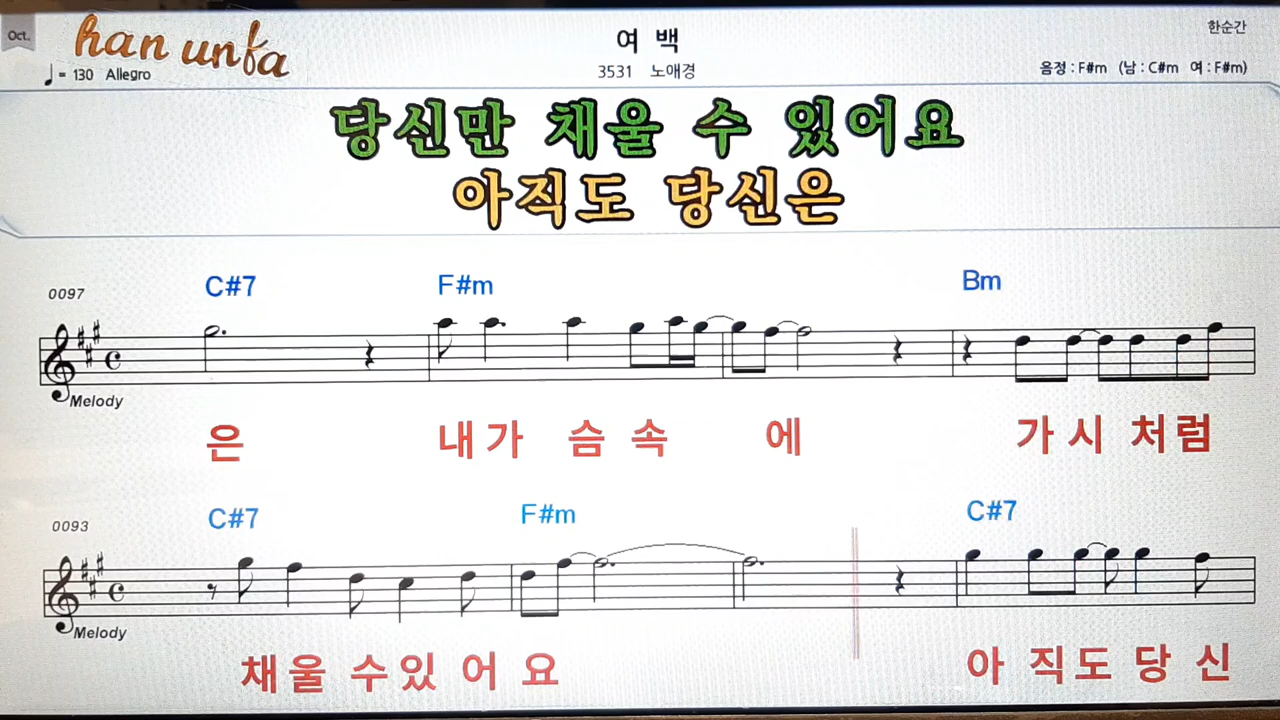 Oct.
han unfa
여 백
한순간
♩= 130 Allegro
3531 노애경
음정 : F#m (남 : C#m 여 : F#m)
당신만 채울 수 있어요
아직도 당신은
0097
C#7 F#m Bm
Melody
은 내 가 슴 속 에 가 시 처 럼
0093
C#7 F#m C#7
Melody
채 울 수 있 어 요 아 직 도 당 신